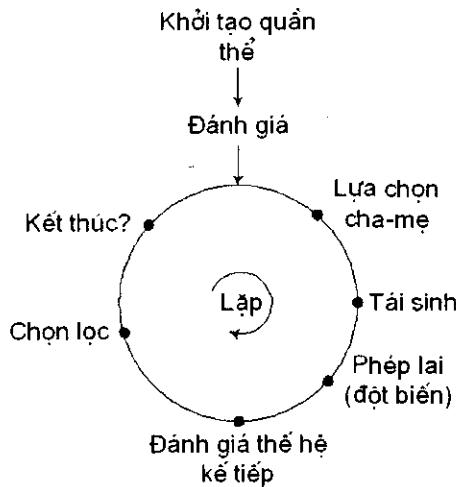 Khởi tạo quần
thể
Đánh giá
Lựa chọn
cha-mẹ
Kết thúc?
Lặp
Tái sinh
Chọn lọc
Phép lai
(đột biến)
Đánh giá thế hệ
kế tiếp